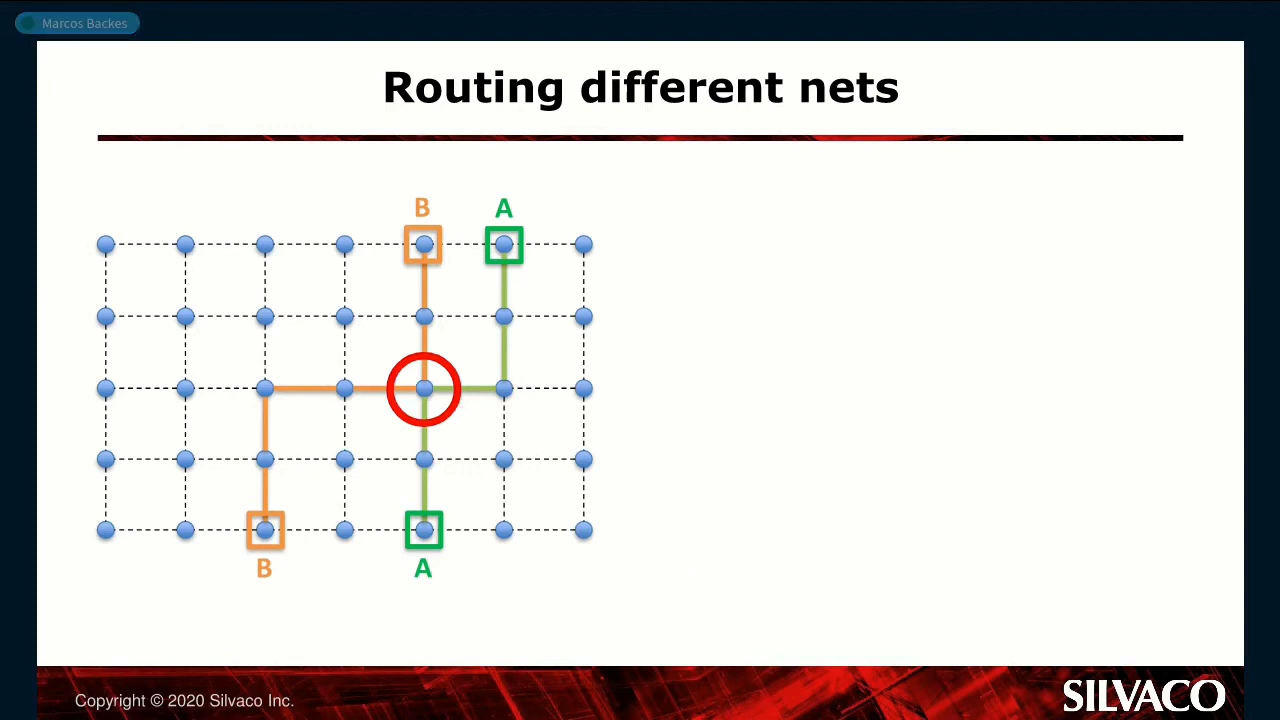 Marcos Backes
Routing different nets
B
A
B
A
Copyright © 2020 Silvaco Inc.
SILVACO